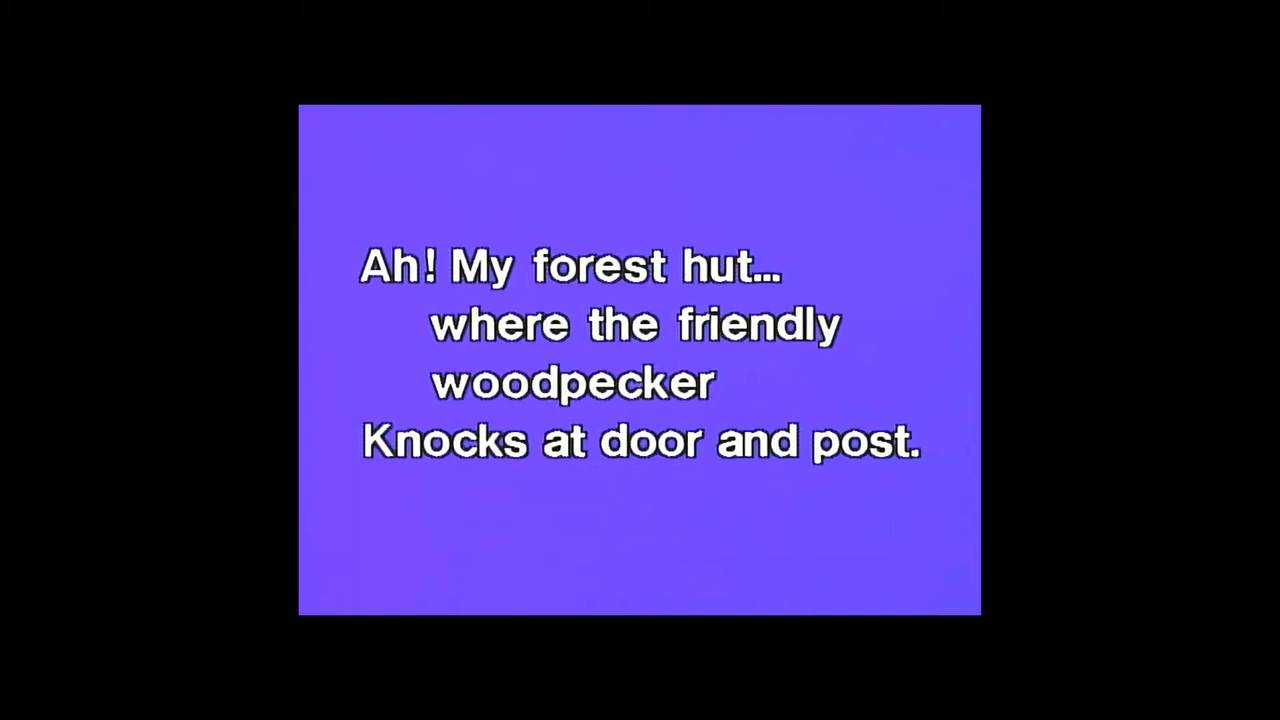 Ah! My forest hut...
where the friendly
woodpecker
Knocks at door and post.